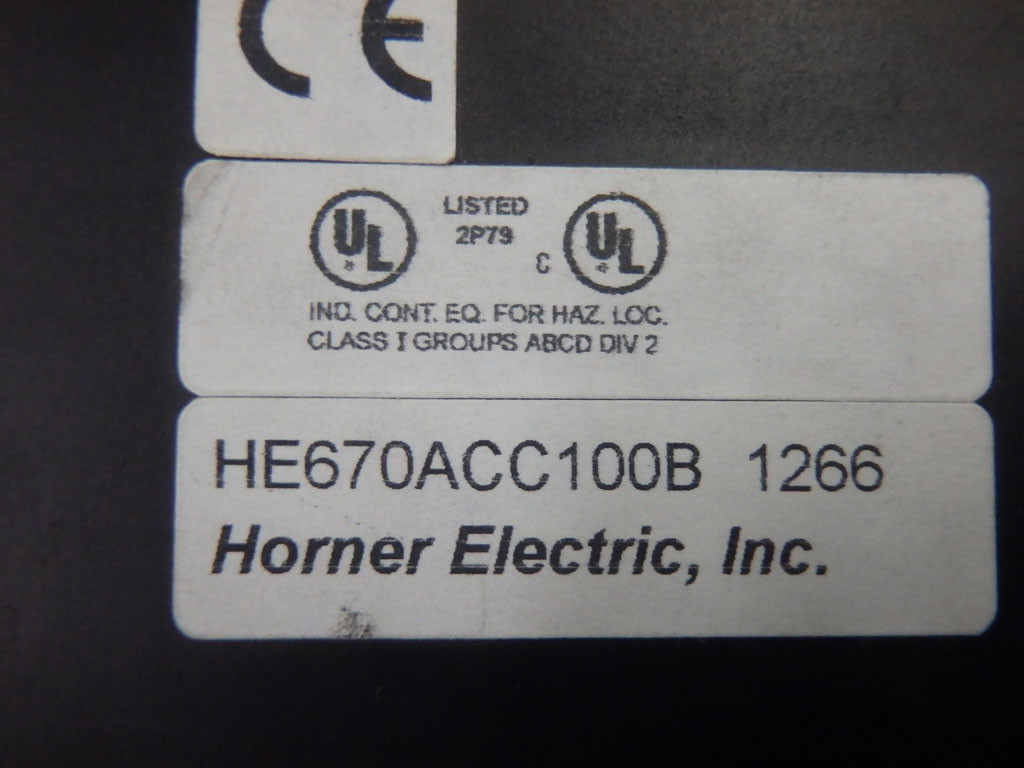 CE
UL LISTED
2P79
C UL
IND. CONT. EQ. FOR HAZ. LOC.
CLASS I GROUPS ABCD DIV 2
HE670ACC100B 1266
Horner Electric, Inc.